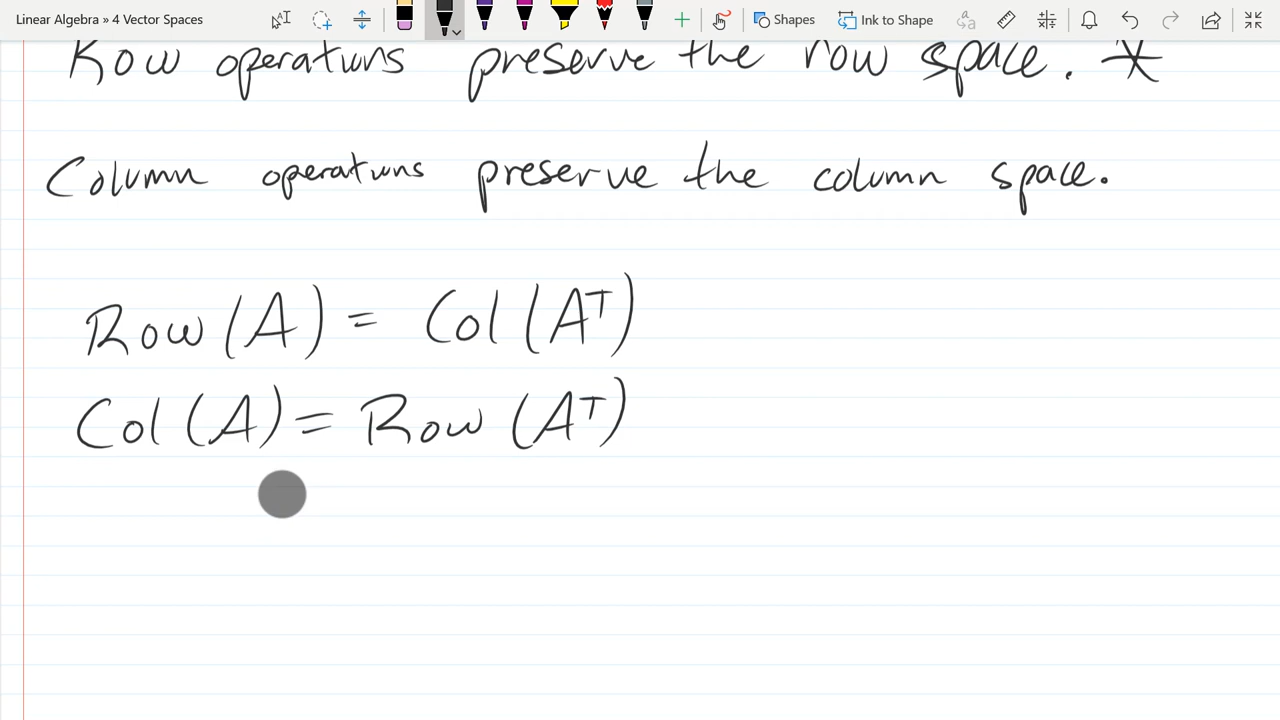 Linear Algebra » 4 Vector Spaces
Shapes
Ink to Shape
Row operations preserve the row space. *
Column operations preserve the column space.
Row (A) = Col (Aᵀ)
Col (A) = Row (Aᵀ)